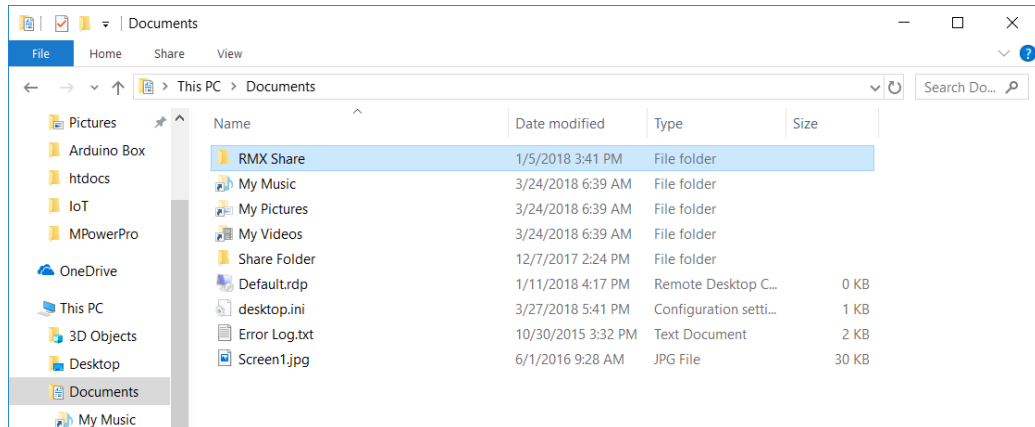 Documents
File Home Share View
This PC > Documents
Search Do...
Name Date modified Type Size
RMX Share 1/5/2018 3:41 PM File folder
My Music 3/24/2018 6:39 AM File folder
My Pictures 3/24/2018 6:39 AM File folder
My Videos 3/24/2018 6:39 AM File folder
Share Folder 12/7/2017 2:24 PM File folder
Default.rdp 1/11/2018 4:17 PM Remote Desktop C... 0 KB
desktop.ini 3/27/2018 5:41 PM Configuration setti... 1 KB
Error Log.txt 10/30/2015 3:32 PM Text Document 2 KB
Screen1.jpg 6/1/2016 9:28 AM JPG File 30 KB
Pictures
Arduino Box
htdocs
IoT
MPowerPro
OneDrive
This PC
3D Objects
Desktop
Documents
My Music